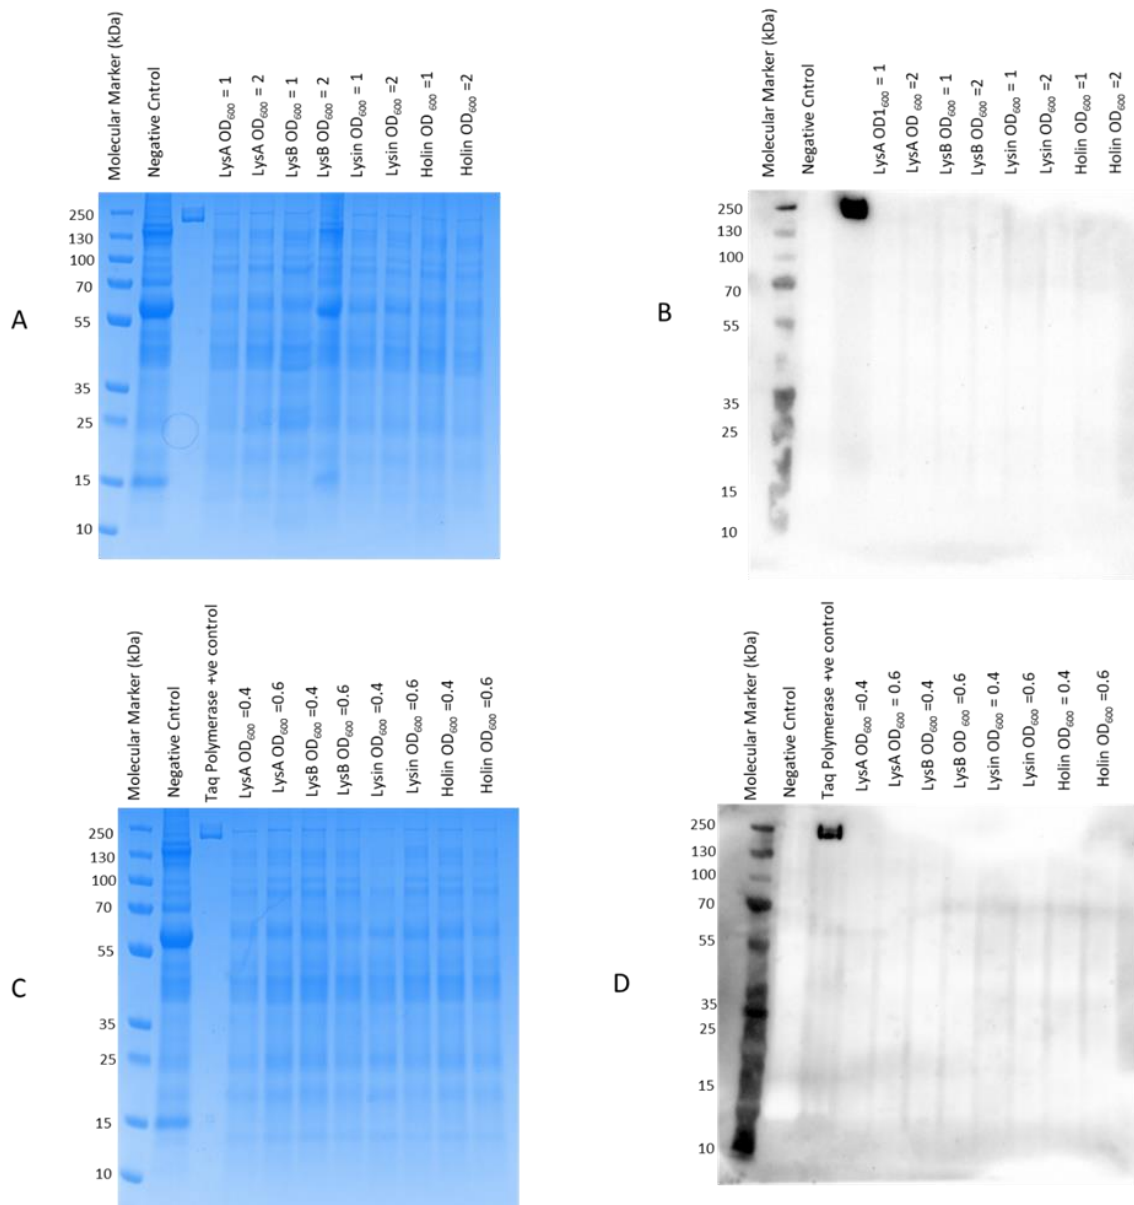 Molecular Marker (kDa)
Negative Cntrol
LysA OD600 = 1
LysA OD600 = 2
LysB OD600 = 1
LysB OD600 = 2
Lysin OD600 = 1
Lysin OD600 =2
Holin OD600 =1
Holin OD600 =2
250
130
100
70
55
35
25
15
10
A
Molecular Marker (kDa)
Negative Cntrol
LysA OD1600 = 1
LysA OD600 =2
LysB OD600 = 1
LysB OD600 =2
Lysin OD600 = 1
Lysin OD600 =2
Holin OD600 =1
Holin OD600 =2
250
130
100
70
55
35
25
15
10
B
Molecular Marker (kDa)
Negative Cntrol
Taq Polymerase +ve control
LysA OD600 =0.4
LysA OD600 =0.6
LysB OD600 =0.4
LysB OD600 =0.6
Lysin OD600 =0.4
Lysin OD600 =0.6
Holin OD600 =0.4
Holin OD600 =0.6
250
130
100
70
55
35
25
15
10
C
Molecular Marker (kDa)
Negative Cntrol
Taq Polymerase +ve control
LysA OD600 =0.4
LysA OD600 = 0.6
LysB OD600 =0.4
LysB OD600 =0.6
Lysin OD600 = 0.4
Lysin OD600 =0.6
Holin OD600 = 0.4
Holin OD600 =0.6
250
130
100
70
55
35
25
15
10
D